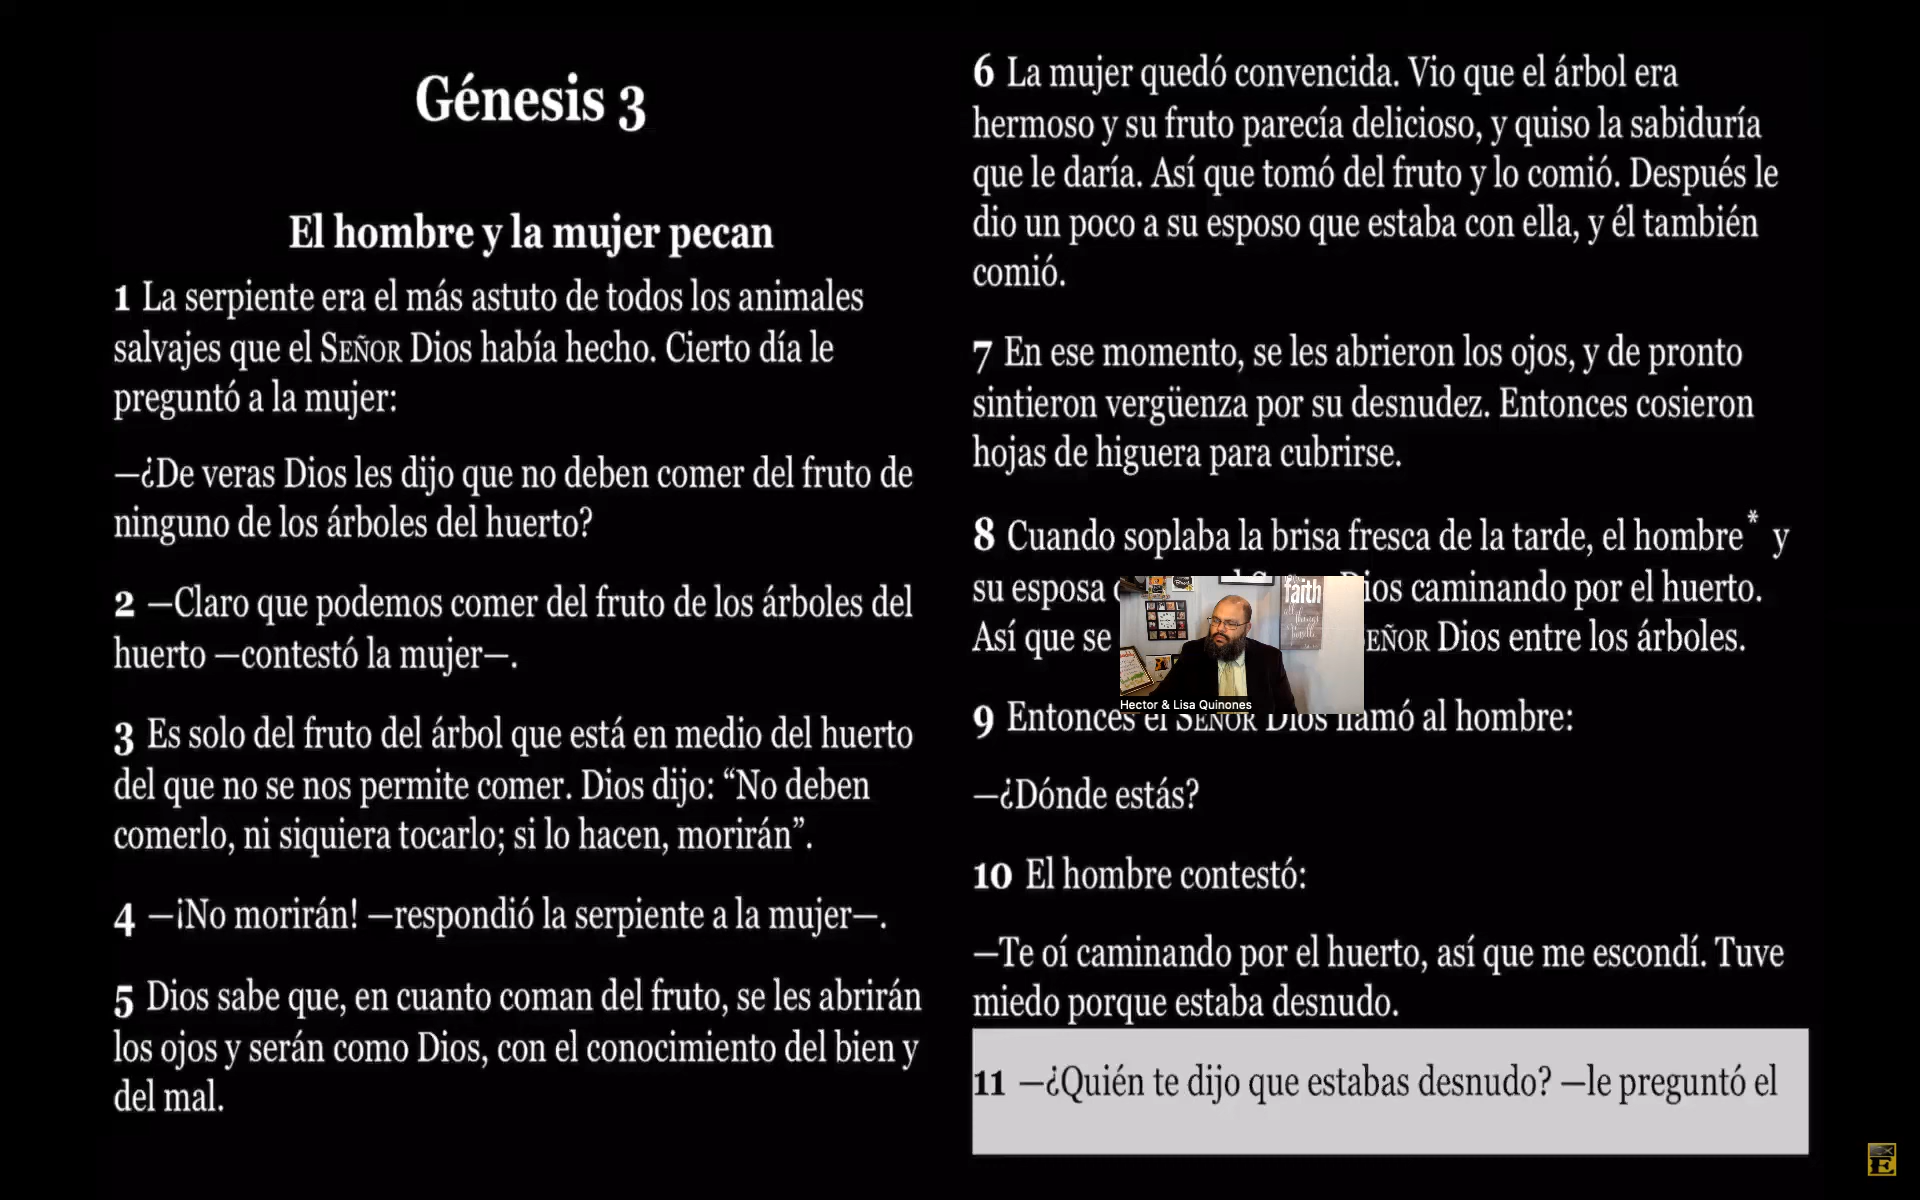 Génesis 3
El hombre y la mujer pecan
1 La serpiente era el más astuto de todos los animales
salvajes que el SEÑOR Dios había hecho. Cierto día le
preguntó a la mujer:
—¿De veras Dios les dijo que no deben comer del fruto de
ninguno de los árboles del huerto?
2 —Claro que podemos comer del fruto de los árboles del
huerto —contestó la mujer—.
3 Es solo del fruto del árbol que está en medio del huerto
del que no se nos permite comer. Dios dijo: “No deben
comerlo, ni siquiera tocarlo; si lo hacen, morirán”.
4 —¡No morirán! —respondió la serpiente a la mujer—.
5 Dios sabe que, en cuanto coman del fruto, se les abrirán
los ojos y serán como Dios, con el conocimiento del bien y
del mal.
6 La mujer quedó convencida. Vio que el árbol era
hermoso y su fruto parecía delicioso, y quiso la sabiduría
que le daría. Así que tomó del fruto y lo comió. Después le
dio un poco a su esposo que estaba con ella, y él también
comió.
7 En ese momento, se les abrieron los ojos, y de pronto
sintieron vergüenza por su desnudez. Entonces cosieron
hojas de higuera para cubrirse.
8 Cuando soplaba la brisa fresca de la tarde, el hombre* y
su esposa Dios caminando por el huerto.
Así que se SEÑOR Dios entre los árboles.
faith
Hector & Lisa Quinones
9 Entonces el SEÑOR Dios llamó al hombre:
—¿Dónde estás?
10 El hombre contestó:
—Te oí caminando por el huerto, así que me escondí. Tuve
miedo porque estaba desnudo.
11 —¿Quién te dijo que estabas desnudo? —le preguntó el
E